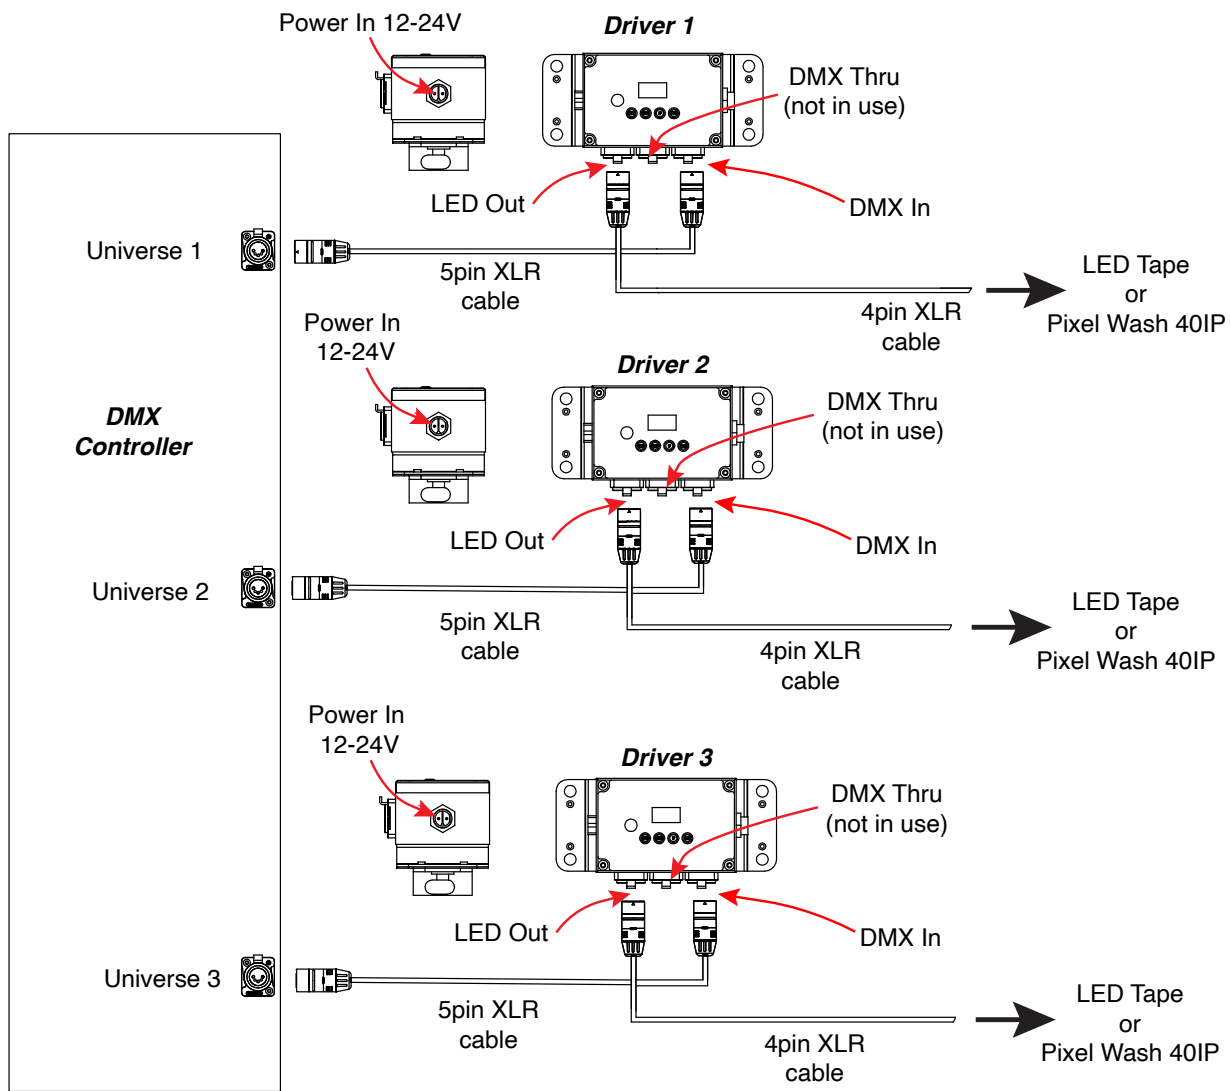 Power In 12-24V
Driver 1
DMX Thru
(not in use)
LED Out
DMX In
Universe 1
5pin XLR
cable
4pin XLR
cable
LED Tape
or
Pixel Wash 40IP
DMX
Controller
Power In
12-24V
Driver 2
DMX Thru
(not in use)
LED Out
DMX In
Universe 2
5pin XLR
cable
4pin XLR
cable
LED Tape
or
Pixel Wash 40IP
Power In
12-24V
Driver 3
DMX Thru
(not in use)
LED Out
DMX In
Universe 3
5pin XLR
cable
4pin XLR
cable
LED Tape
or
Pixel Wash 40IP